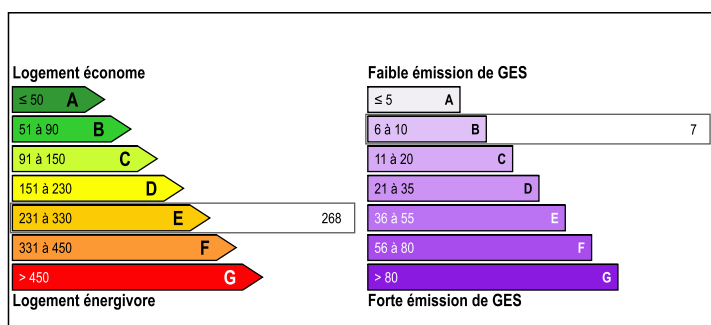 Logement économe
≤ 50 A
51 à 90 B
91 à 150 C
151 à 230 D
231 à 330 E 268
331 à 450 F
> 450 G
Logement énergivore
Faible émission de GES
≤ 5 A
6 à 10 B 7
11 à 20 C
21 à 35 D
36 à 55 E
56 à 80 F
> 80 G
Forte émission de GES